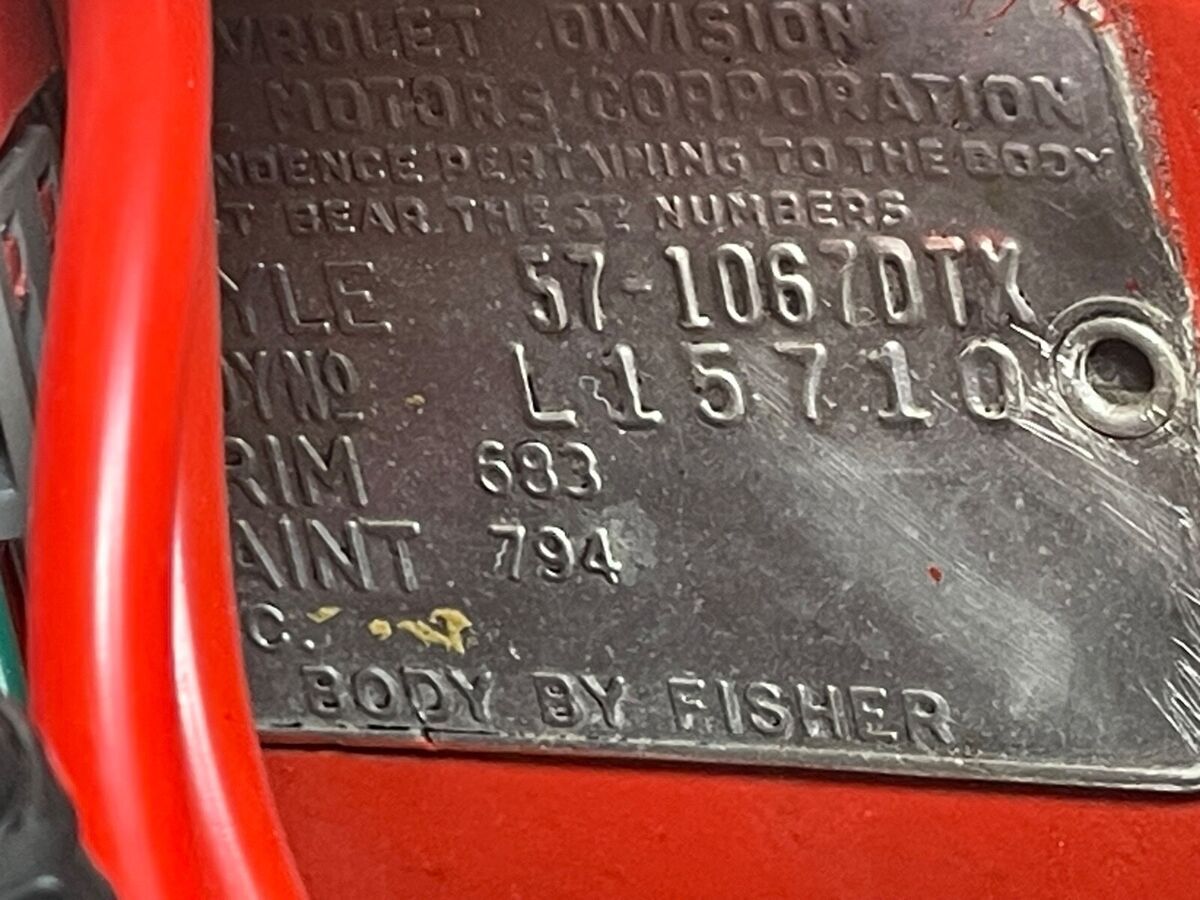 VROLET DIVISION
L MOTORS CORPORATION
NDENCE PERTAINING TO THE BODY
T BEAR THESE NUMBERS
YLE 57-1067DTX
DY No L15710
RIM 683
AINT 794
C.
BODY BY FISHER